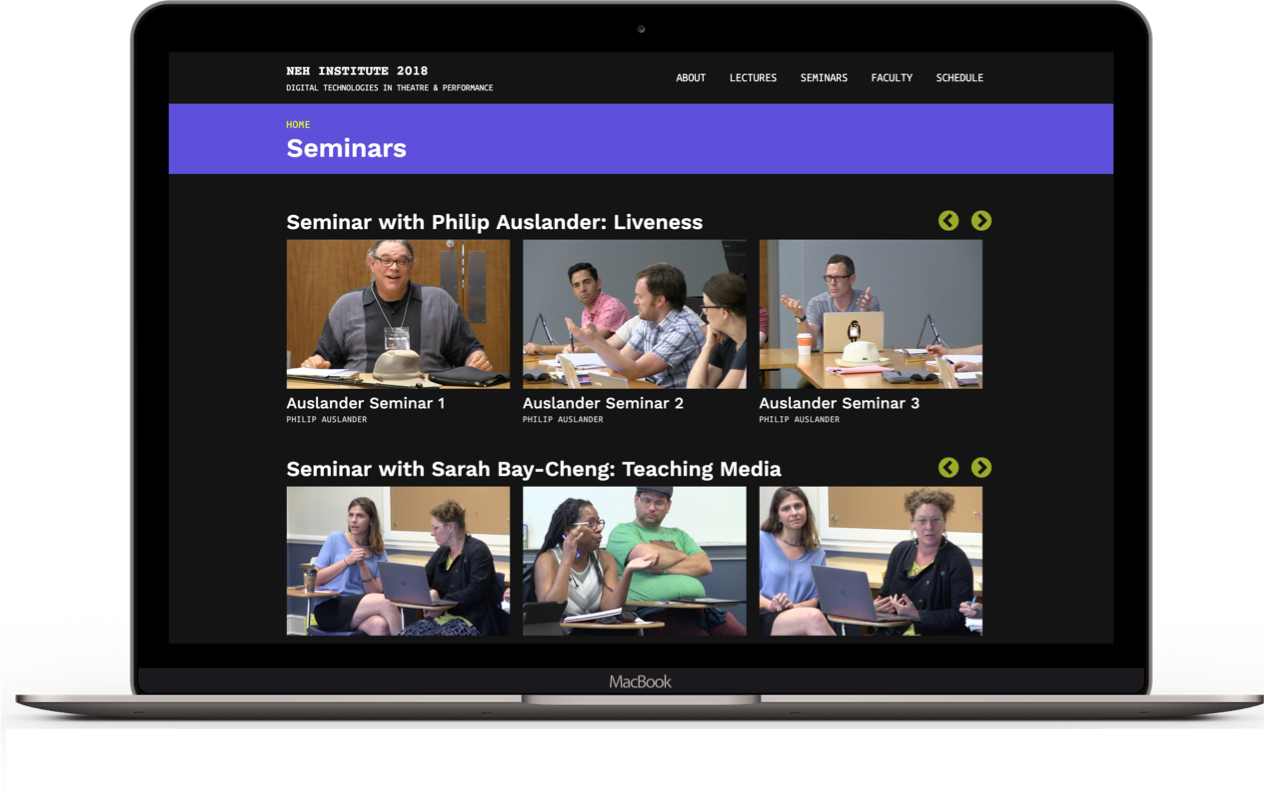 NEH INSTITUTE 2018
DIGITAL TECHNOLOGIES IN THEATRE & PERFORMANCE
ABOUT LECTURES SEMINARS FACULTY SCHEDULE
HOME
Seminars
Seminar with Philip Auslander: Liveness
Auslander Seminar 1
PHILIP AUSLANDER
Auslander Seminar 2
PHILIP AUSLANDER
Auslander Seminar 3
PHILIP AUSLANDER
Seminar with Sarah Bay-Cheng: Teaching Media
MacBook